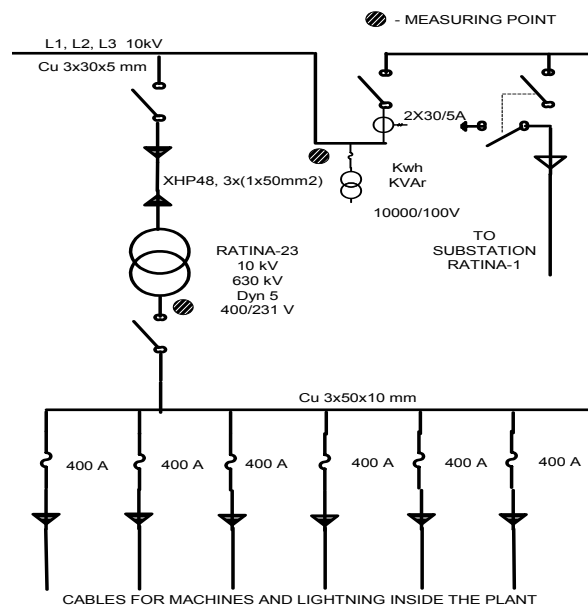 - MEASURING POINT
L1, L2, L3 10kV
Cu 3x30x5 mm
2X30/5A
Kwh
KVAr
10000/100V
XHP48, 3x(1x50mm2)
TO
SUBSTATION
RATINA-1
RATINA-23
10 kV
630 kV
Dyn 5
400/231 V
Cu 3x50x10 mm
400 A
400 A
400 A
400 A
400 A
400 A
CABLES FOR MACHINES AND LIGHTNING INSIDE THE PLANT